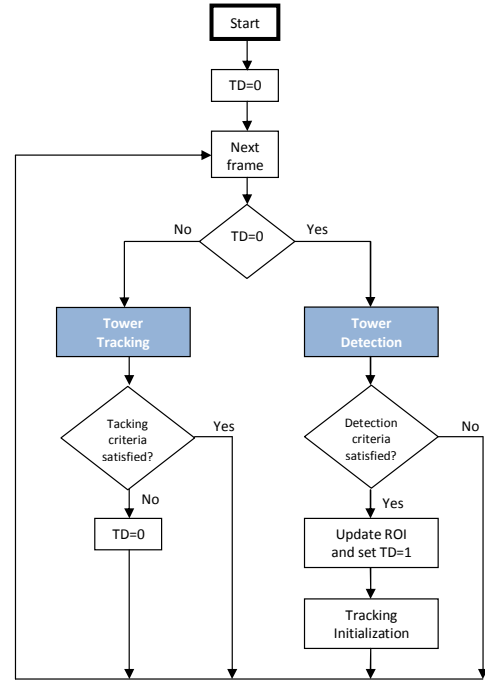 Start
TD=0
Next
frame
No
TD=0
Yes
Tower
Tracking
Tower
Detection
Tacking
criteria
satisfied?
Yes
Detection
criteria
satisfied?
No
No
Yes
TD=0
Update ROI
and set TD=1
Tracking
Initialization